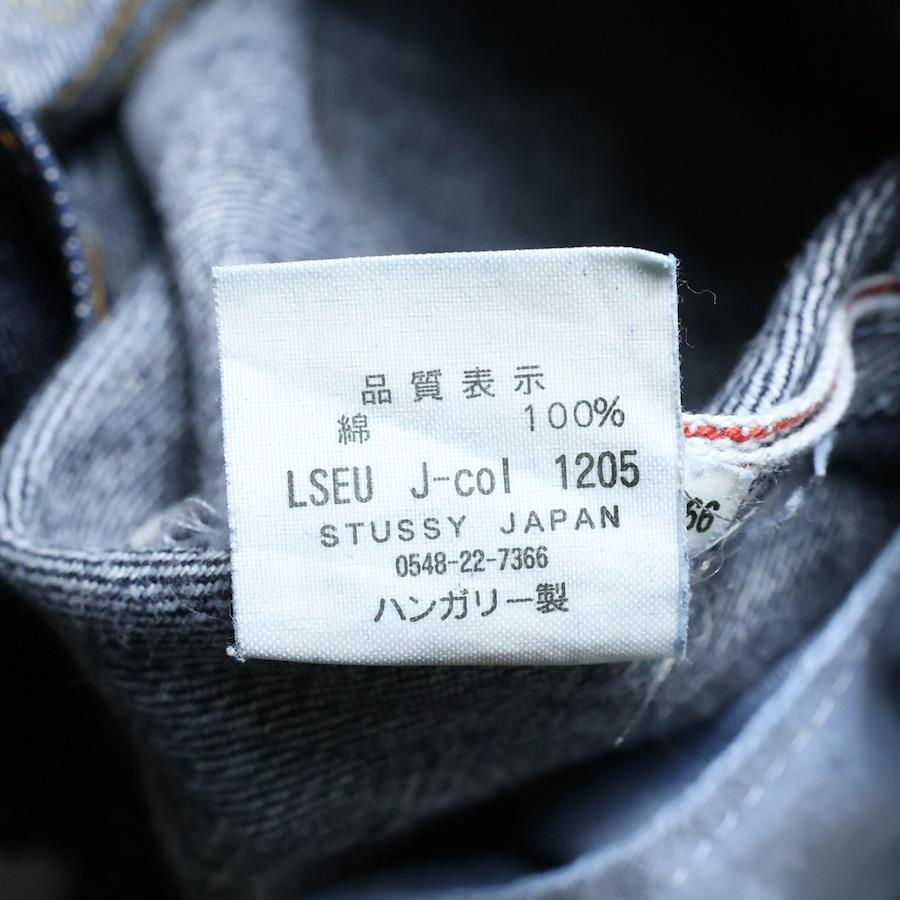 品質表示
綿 100%
LSEU J-col 1205
STUSSY JAPAN
0548-22-7366
ハンガリー製
66